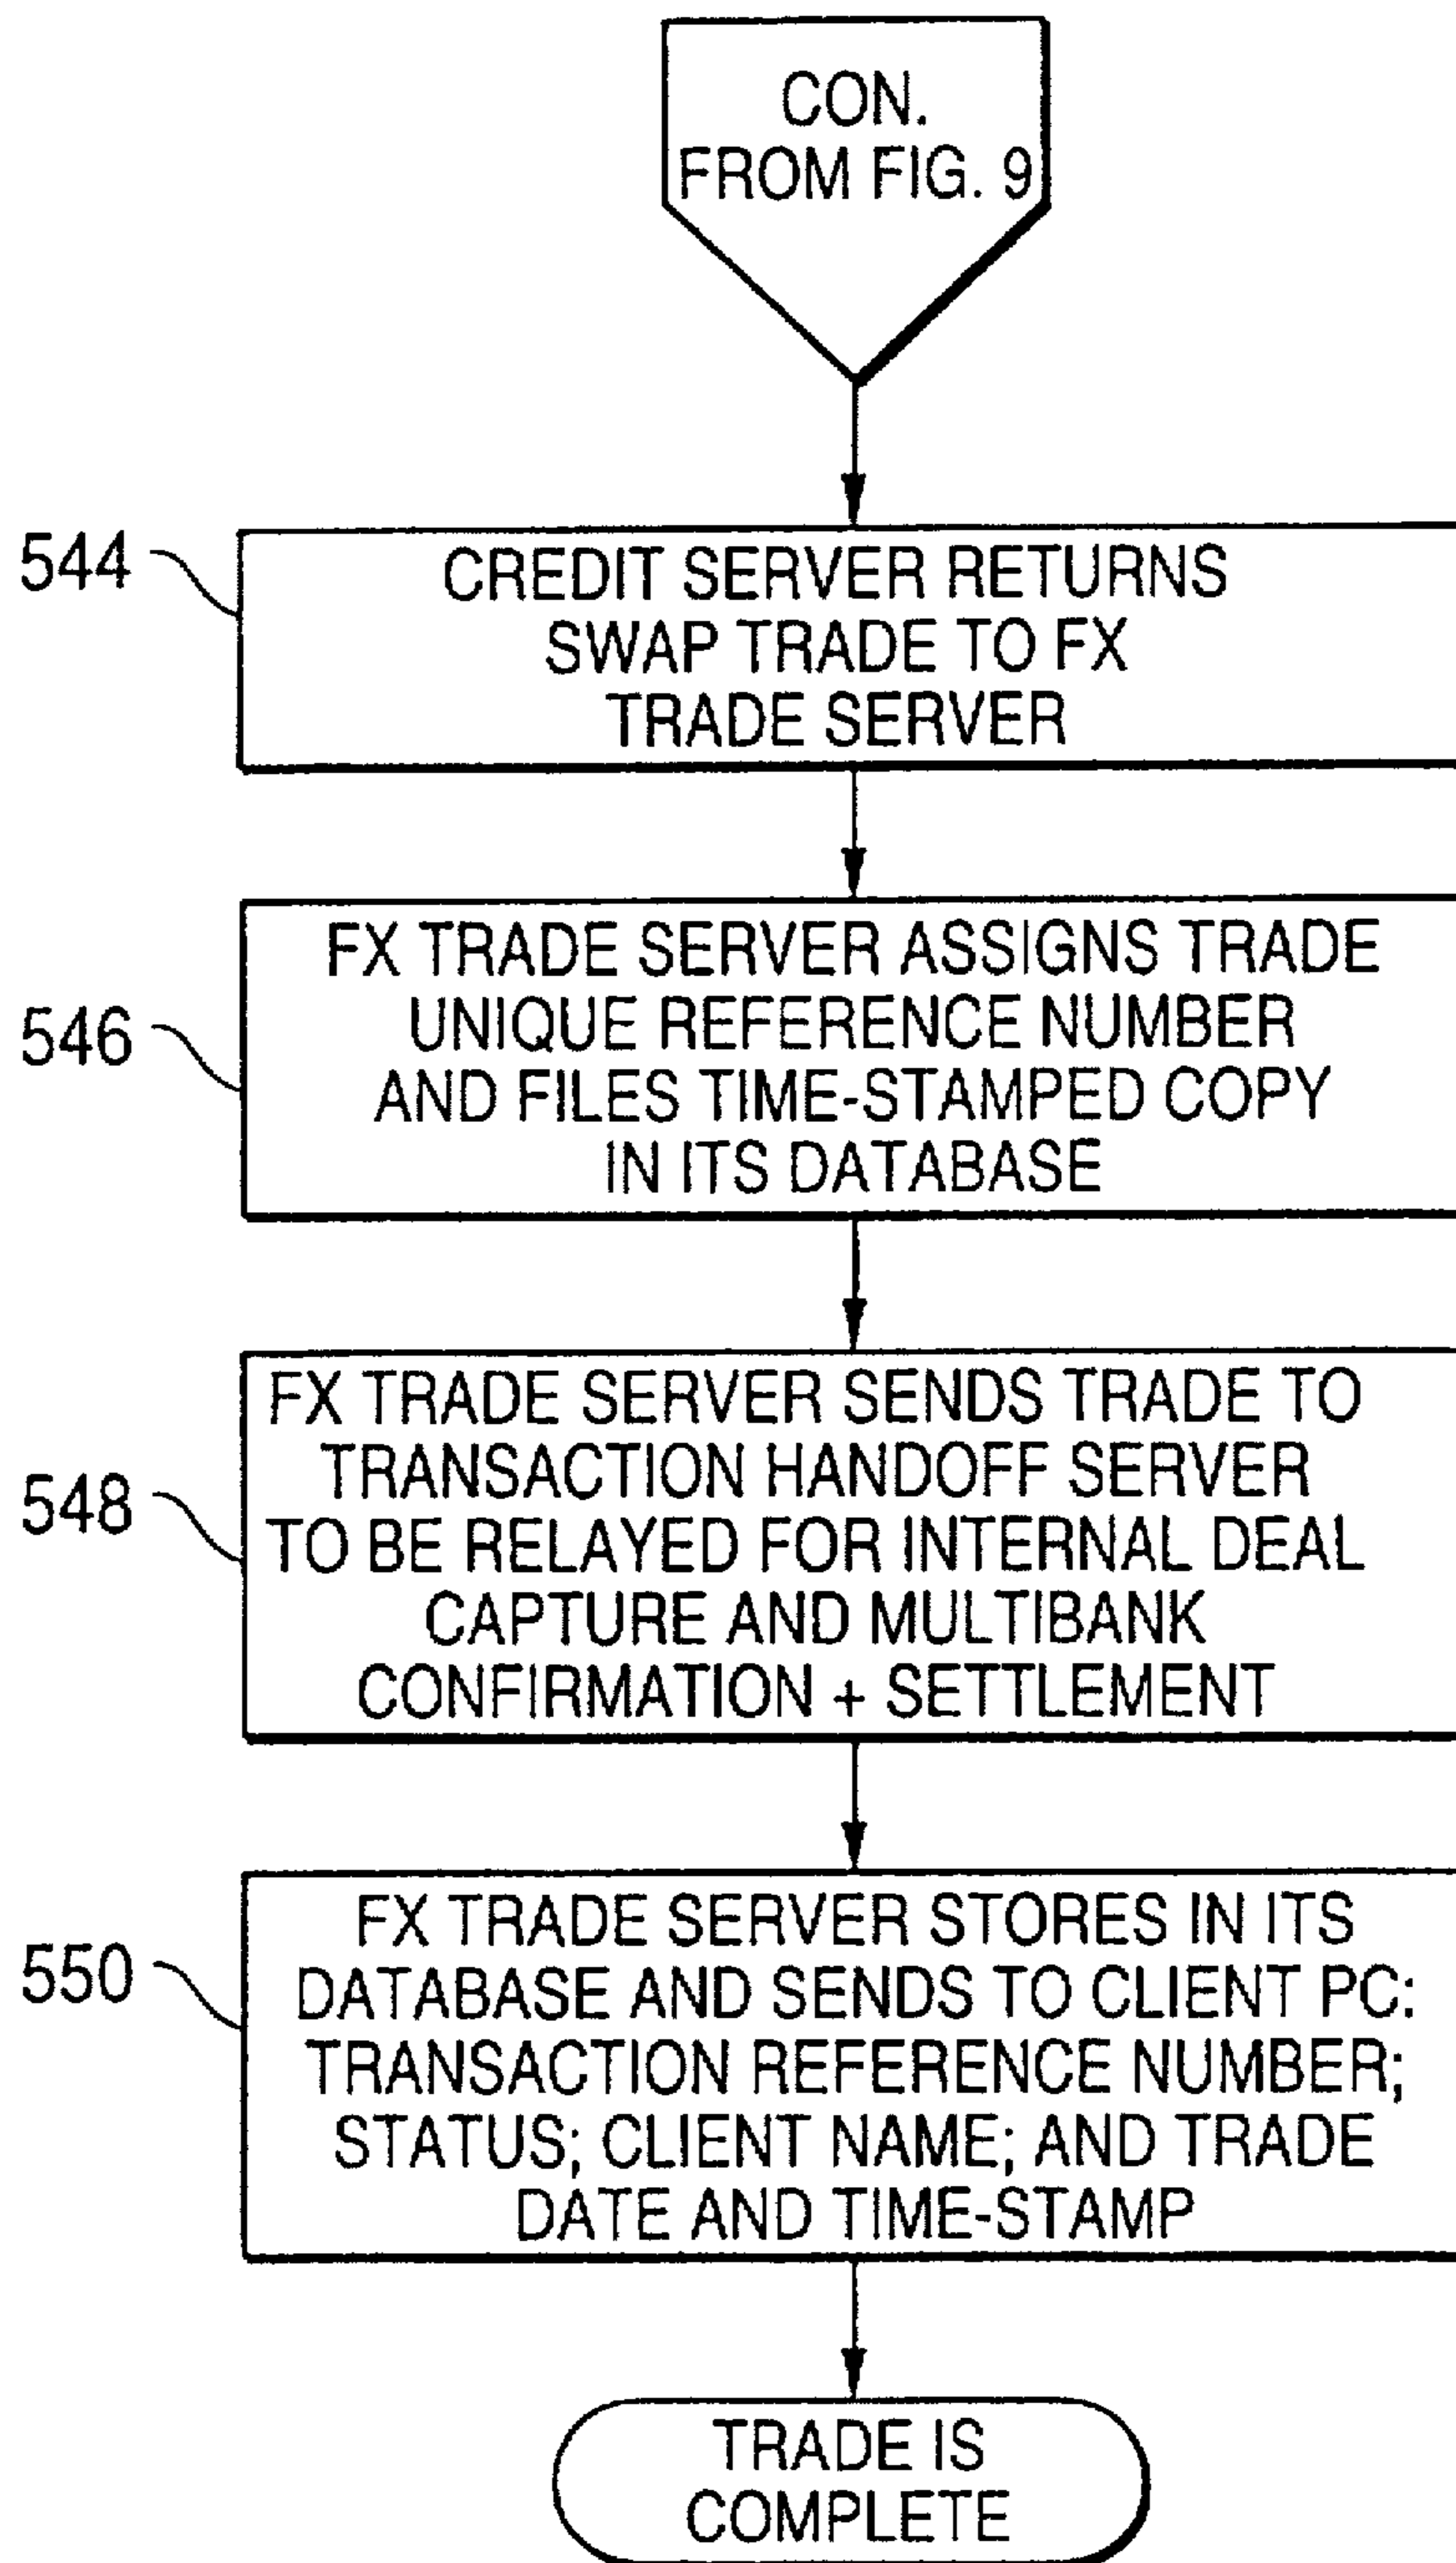 CON.
FROM FIG. 9
544
CREDIT SERVER RETURNS
SWAP TRADE TO FX
TRADE SERVER
546
FX TRADE SERVER ASSIGNS TRADE
UNIQUE REFERENCE NUMBER
AND FILES TIME-STAMPED COPY
IN ITS DATABASE
548
FX TRADE SERVER SENDS TRADE TO
TRANSACTION HANDOFF SERVER
TO BE RELAYED FOR INTERNAL DEAL
CAPTURE AND MULTIBANK
CONFIRMATION + SETTLEMENT
550
FX TRADE SERVER STORES IN ITS
DATABASE AND SENDS TO CLIENT PC:
TRANSACTION REFERENCE NUMBER;
STATUS; CLIENT NAME; AND TRADE
DATE AND TIME-STAMP
TRADE IS
COMPLETE